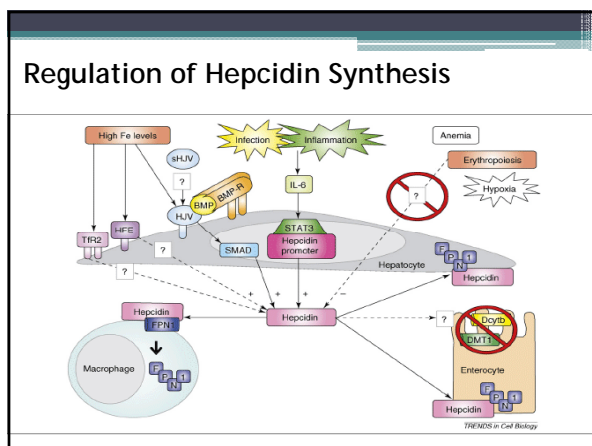 Regulation of Hepcidin Synthesis
High Fe levels
sHJV
Infection
Inflammation
Anemia
Erythropoiesis
Hypoxia
?
?
IL-6
BMP-R
BMP
HJV
TfR2
HFE
?
?
SMAD
STAT3
Hepcidin
promoter
Hepatocyte
F P N 1
Hepcidin
+ + + −
Hepcidin
Hepcidin
FPN1
Macrophage
F P N 1
?
Dcytb
DMT1
Enterocyte
F P N 1
Hepcidin
TRENDS in Cell Biology